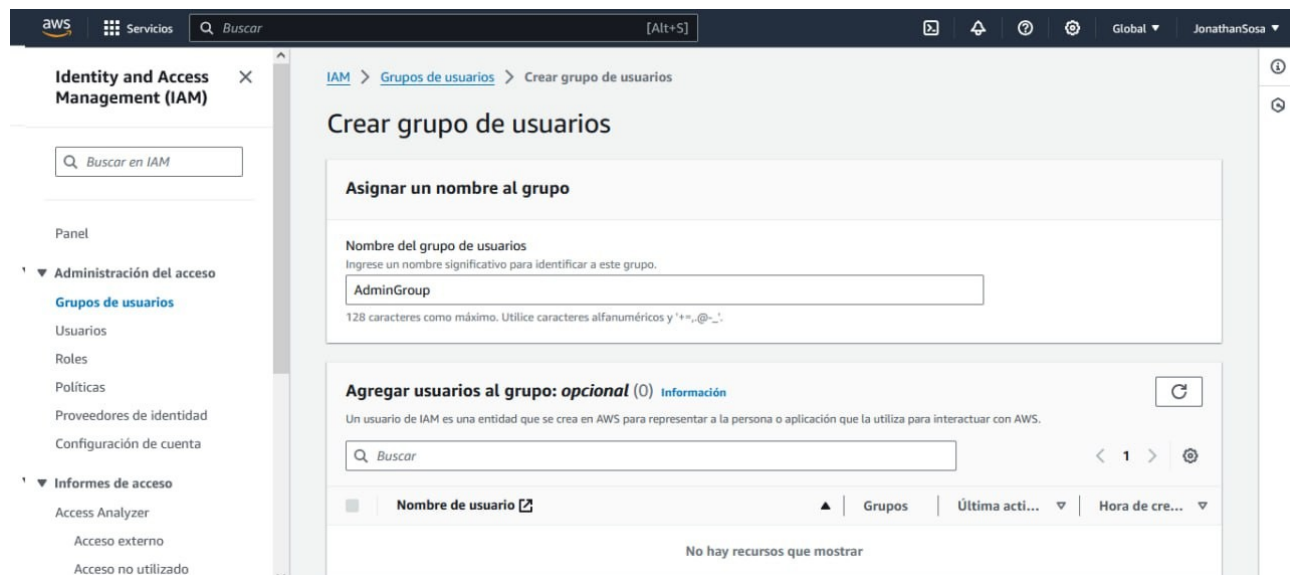 aws
Servicios
Buscar
[Alt+S]
Global
JonathanSosa
Identity and Access
Management (IAM)
Buscar en IAM
Panel
Administración del acceso
Grupos de usuarios
Usuarios
Roles
Políticas
Proveedores de identidad
Configuración de cuenta
Informes de acceso
Access Analyzer
Acceso externo
Acceso no utilizado
IAM > Grupos de usuarios > Crear grupo de usuarios
Crear grupo de usuarios
Asignar un nombre al grupo
Nombre del grupo de usuarios
Ingrese un nombre significativo para identificar a este grupo.
AdminGroup
128 caracteres como máximo. Utilice caracteres alfanuméricos y '+=,.@-_'.
Agregar usuarios al grupo: opcional (0) Información
Un usuario de IAM es una entidad que se crea en AWS para representar a la persona o aplicación que la utiliza para interactuar con AWS.
Buscar
< 1 >
Nombre de usuario
Grupos
Última acti...
Hora de cre...
No hay recursos que mostrar